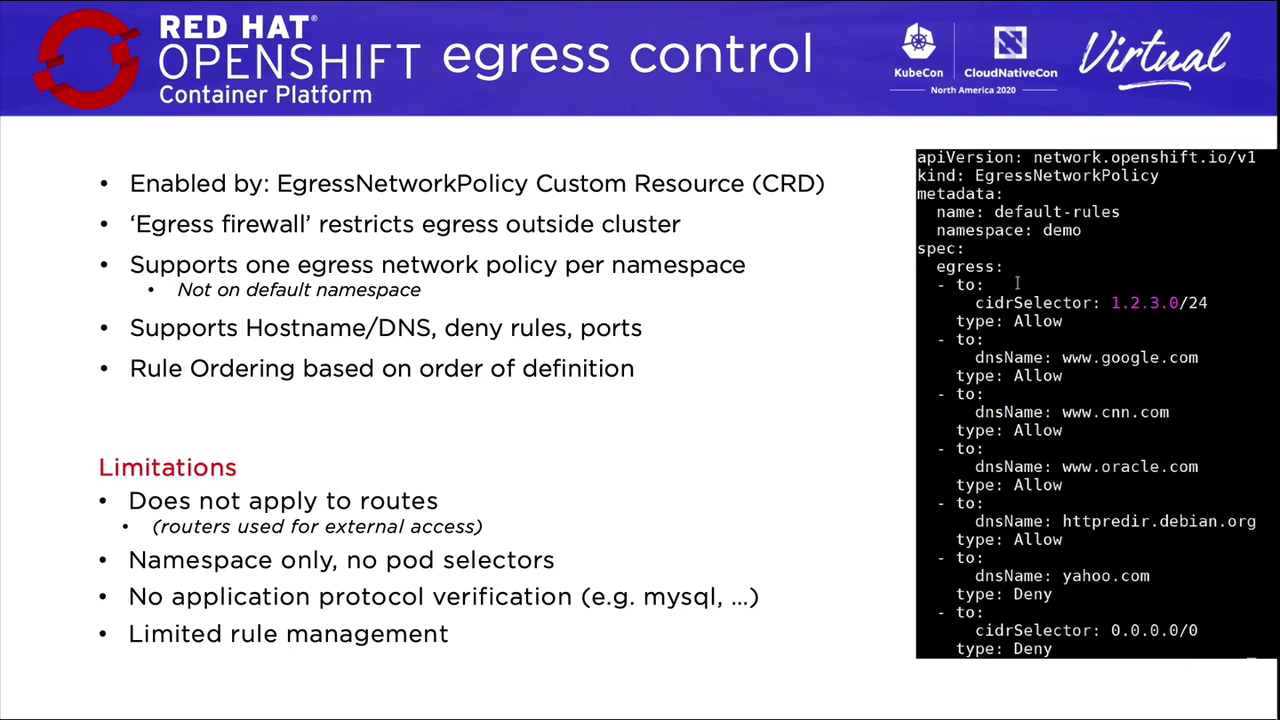 RED HAT®
OPENSHIFT egress control
Container Platform
KubeCon
CloudNativeCon
North America 2020
Virtual
• Enabled by: EgressNetworkPolicy Custom Resource (CRD)
• ‘Egress firewall’ restricts egress outside cluster
• Supports one egress network policy per namespace
• Not on default namespace
• Supports Hostname/DNS, deny rules, ports
• Rule Ordering based on order of definition
Limitations
• Does not apply to routes
• (routers used for external access)
• Namespace only, no pod selectors
• No application protocol verification (e.g. mysql, ...)
• Limited rule management
apiVersion: network.openshift.io/v1
kind: EgressNetworkPolicy
metadata:
  name: default-rules
  namespace: demo
spec:
  egress:
  - to:
      cidrSelector: 1.2.3.0/24
    type: Allow
  - to:
      dnsName: www.google.com
    type: Allow
  - to:
      dnsName: www.cnn.com
    type: Allow
  - to:
      dnsName: www.oracle.com
    type: Allow
  - to:
      dnsName: httpredir.debian.org
    type: Allow
  - to:
      dnsName: yahoo.com
    type: Deny
  - to:
      cidrSelector: 0.0.0.0/0
    type: Deny